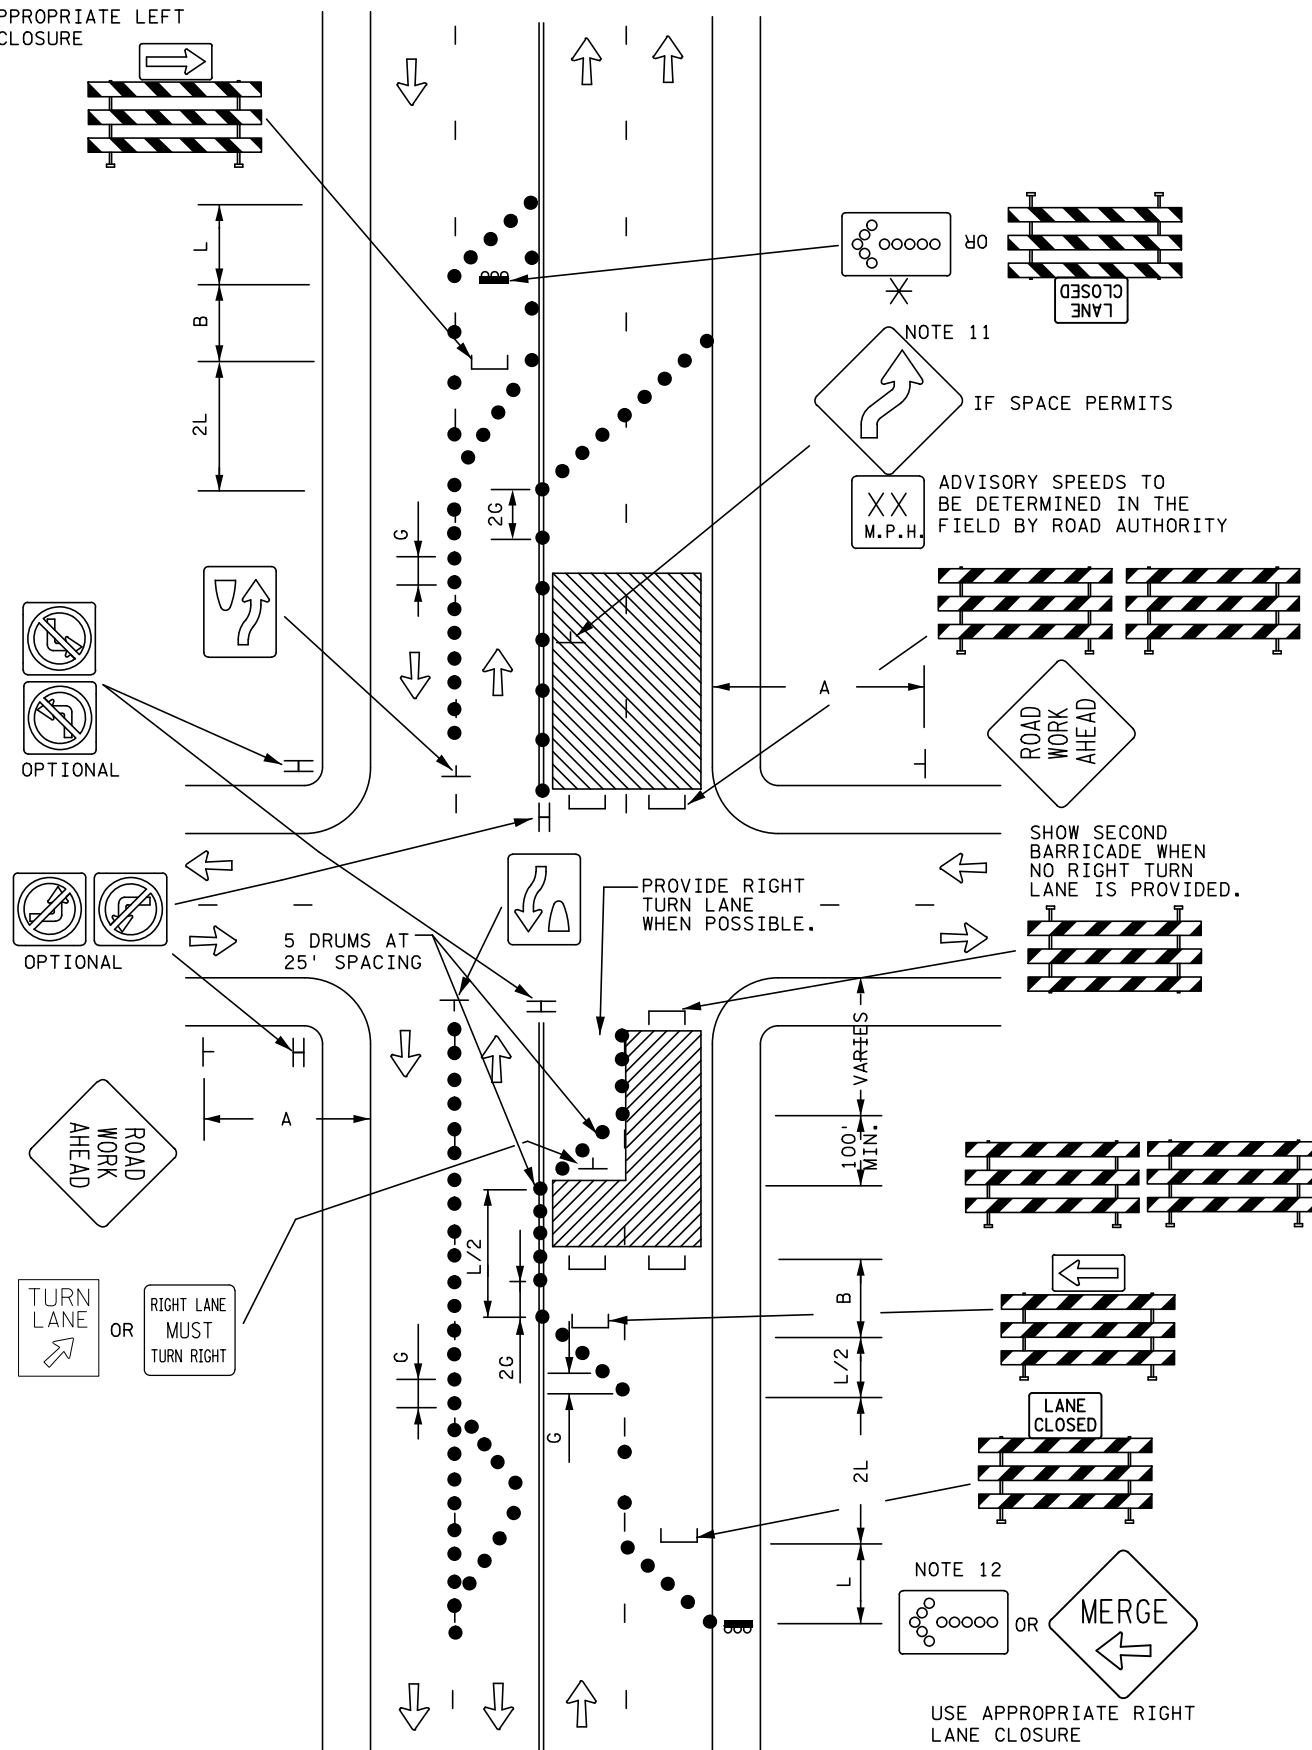 PPROPRIATE LEFT
CLOSURE
L
B
2L
G
2G
OR
LANE
CLOSED
NOTE 11
IF SPACE PERMITS
XX
M.P.H.
ADVISORY SPEEDS TO
BE DETERMINED IN THE
FIELD BY ROAD AUTHORITY
A
ROAD
WORK
AHEAD
OPTIONAL
SHOW SECOND
BARRICADE WHEN
NO RIGHT TURN
LANE IS PROVIDED.
PROVIDE RIGHT
TURN LANE
WHEN POSSIBLE.
OPTIONAL
5 DRUMS AT
25' SPACING
VARIES
100'
MIN.
ROAD
WORK
AHEAD
A
L/2
2G
G
G
TURN
LANE
OR
RIGHT LANE
MUST
TURN RIGHT
B
L/2
2L
L
LANE
CLOSED
NOTE 12
OR
MERGE
USE APPROPRIATE RIGHT
LANE CLOSURE